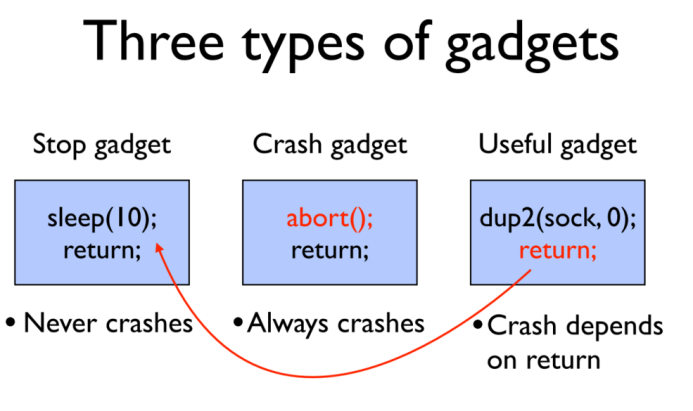 Three types of gadgets
Stop gadget
sleep(10);
return;
• Never crashes
Crash gadget
abort();
return;
• Always crashes
Useful gadget
dup2(sock, 0);
return;
• Crash depends
on return